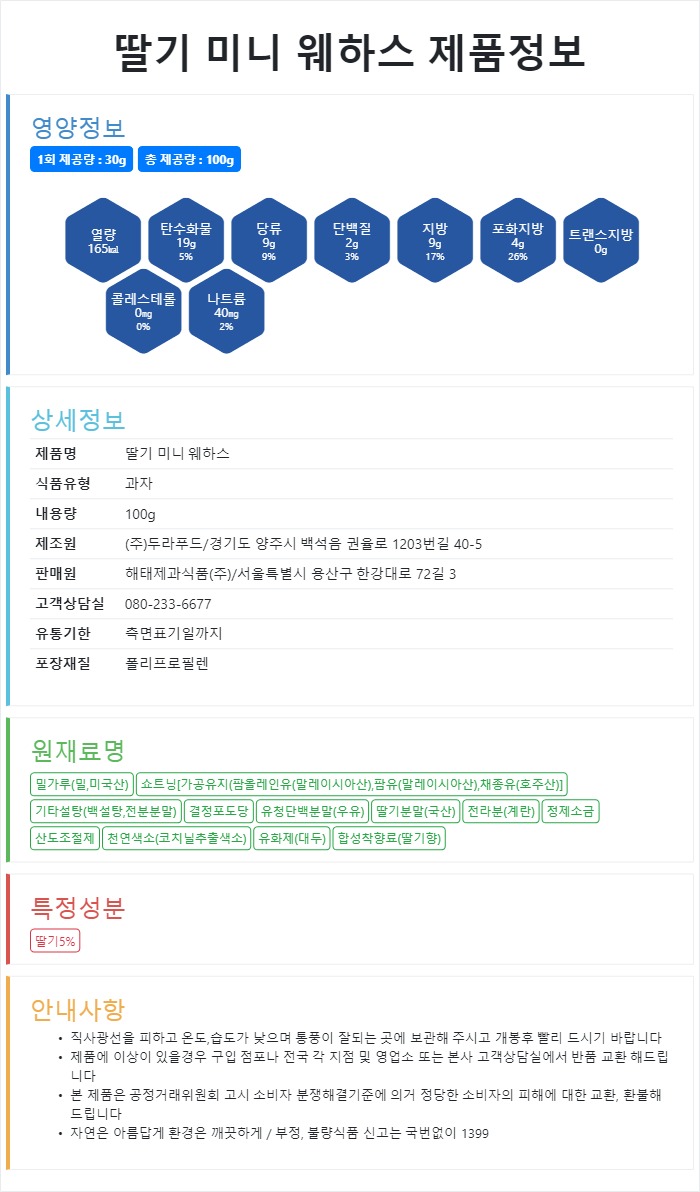 딸기 미니 웨하스 제품정보
영양정보
1회 제공량 : 30g 총 제공량 : 100g
열량 탄수화물 당류 단백질 지방 포화지방 트랜스지방
165㎉ 19g 9g 2g 9g 4g 0g
5% 9% 3% 17% 26%
콜레스테롤 나트륨
0㎎ 40㎎
0% 2%
상세정보
제품명 딸기 미니 웨하스
식품유형 과자
내용량 100g
제조원 (주)두라푸드/경기도 양주시 백석음 권율로 1203번길 40-5
판매원 해태제과식품(주)/서울특별시 용산구 한강대로 72길 3
고객상담실 080-233-6677
유통기한 측면표기일까지
포장재질 폴리프로필렌
원재료명
밀가루(밀,미국산) 쇼트닝[가공유지(팜올레인유(말레이시아산),팜유(말레이시아산),채종유(호주산)]
기타설탕(백설탕,전분분말) 결정포도당 유청단백분말(우유) 딸기분말(국산) 전라분(계란) 정제소금
산도조절제 천연색소(코치닐추출색소) 유화제(대두) 합성착향료(딸기향)
특정성분
딸기5%
안내사항
• 직사광선을 피하고 온도,습도가 낮으며 통풍이 잘되는 곳에 보관해 주시고 개봉후 빨리 드시기 바랍니다
• 제품에 이상이 있을경우 구입 점포나 전국 각 지점 및 영업소 또는 본사 고객상담실에서 반품 교환 해드립
니다
• 본 제품은 공정거래위원회 고시 소비자 분쟁해결기준에 의거 정당한 소비자의 피해에 대한 교환, 환불해
드립니다
• 자연은 아름답게 환경은 깨끗하게 / 부정, 불량식품 신고는 국번없이 1399